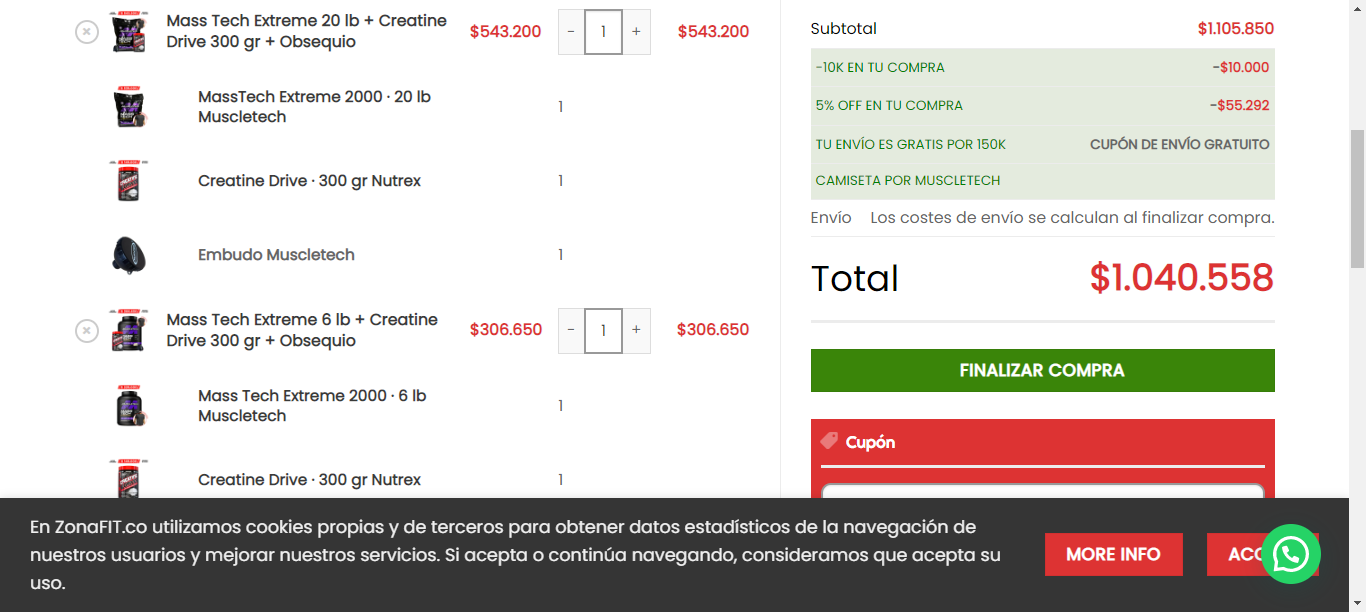 Mass Tech Extreme 20 lb + Creatine
Drive 300 gr + Obsequio
$543.200
-
1
+
$543.200
MassTech Extreme 2000 · 20 lb
Muscletech
1
Creatine Drive · 300 gr Nutrex
1
Embudo Muscletech
1
Mass Tech Extreme 6 lb + Creatine
Drive 300 gr + Obsequio
$306.650
-
1
+
$306.650
Mass Tech Extreme 2000 · 6 lb
Muscletech
1
Creatine Drive · 300 gr Nutrex
1
Subtotal
$1.105.850
-10K EN TU COMPRA
-$10.000
5% OFF EN TU COMPRA
-$55.292
TU ENVÍO ES GRATIS POR 150K
CUPÓN DE ENVÍO GRATUITO
CAMISETA POR MUSCLETECH
Envío
Los costes de envío se calculan al finalizar compra.
Total
$1.040.558
FINALIZAR COMPRA
Cupón
En ZonaFIT.co utilizamos cookies propias y de terceros para obtener datos estadísticos de la navegación de
nuestros usuarios y mejorar nuestros servicios. Si acepta o continúa navegando, consideramos que acepta su
uso.
MORE INFO